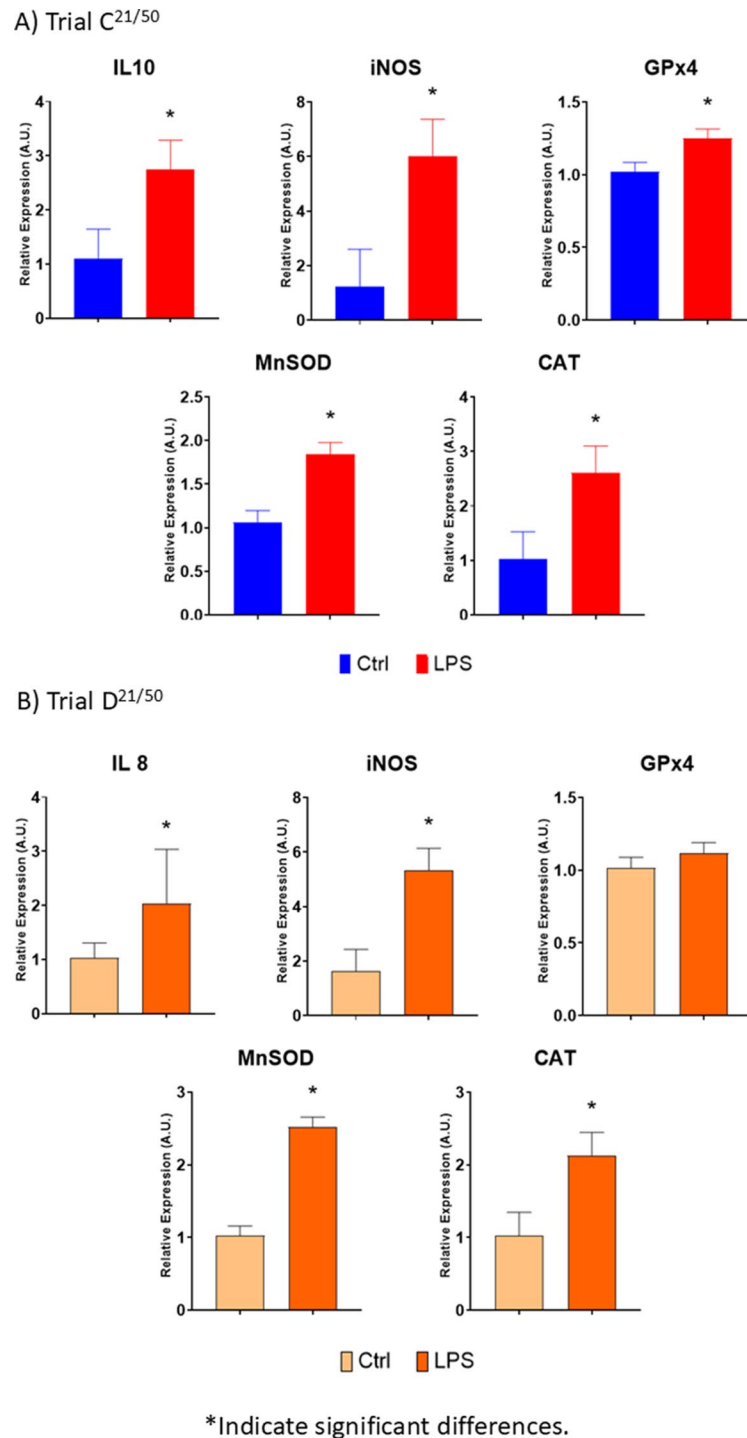 A) Trial C21/50
IL10 iNOS GPx4
Relative Expression (A.U.)
4
3
2
1
0
*
Relative Expression (A.U.)
8
6
4
2
0
*
Relative Expression (A.U.)
1.5
1.0
0.5
0.0
*
MnSOD CAT
Relative Expression (A.U.)
2.5
2.0
1.5
1.0
0.5
0.0
*
Relative Expression (A.U.)
4
3
2
1
0
*
Ctrl LPS
B) Trial D21/50
IL 8 iNOS GPx4
Relative Expression (A.U.)
4
3
2
1
0
*
Relative Expression (A.U.)
8
6
4
2
0
*
Relative Expression (A.U.)
1.5
1.0
0.5
0.0
MnSOD CAT
Relative Expression (A.U.)
3
2
1
0
*
Relative Expression (A.U.)
3
2
1
0
*
Ctrl LPS
*Indicate significant differences.